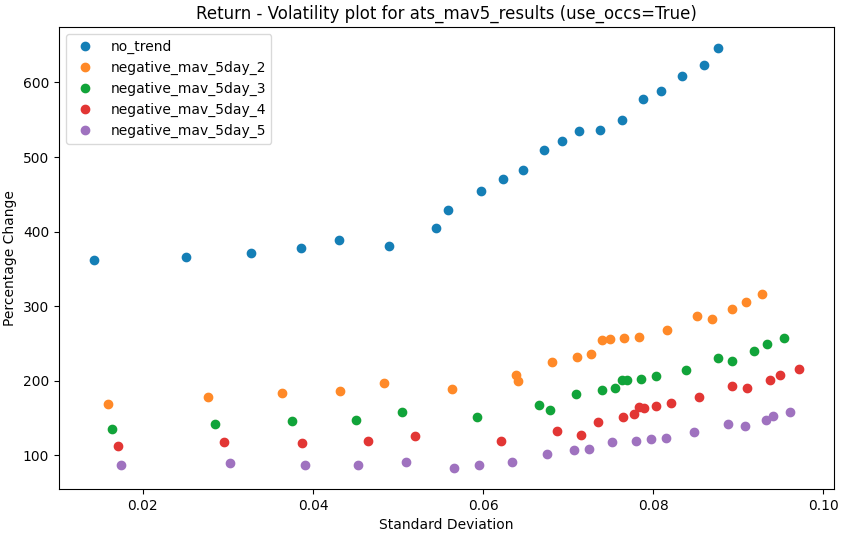 Return - Volatility plot for ats_mav5_results (use_occs=True)
no_trend
negative_mav_5day_2
negative_mav_5day_3
negative_mav_5day_4
negative_mav_5day_5
600
500
400
300
200
100
Percentage Change
0.02
0.04
0.06
0.08
0.10
Standard Deviation